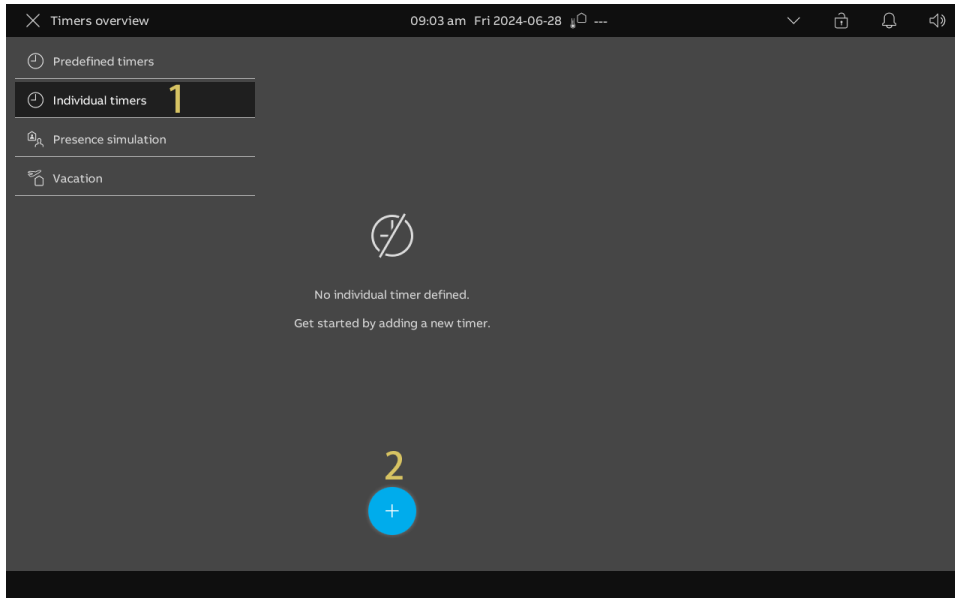 Timers overview
09:03 am Fri 2024-06-28 ---
Predefined timers
Individual timers 1
Presence simulation
Vacation
No individual timer defined.
Get started by adding a new timer.
2
+